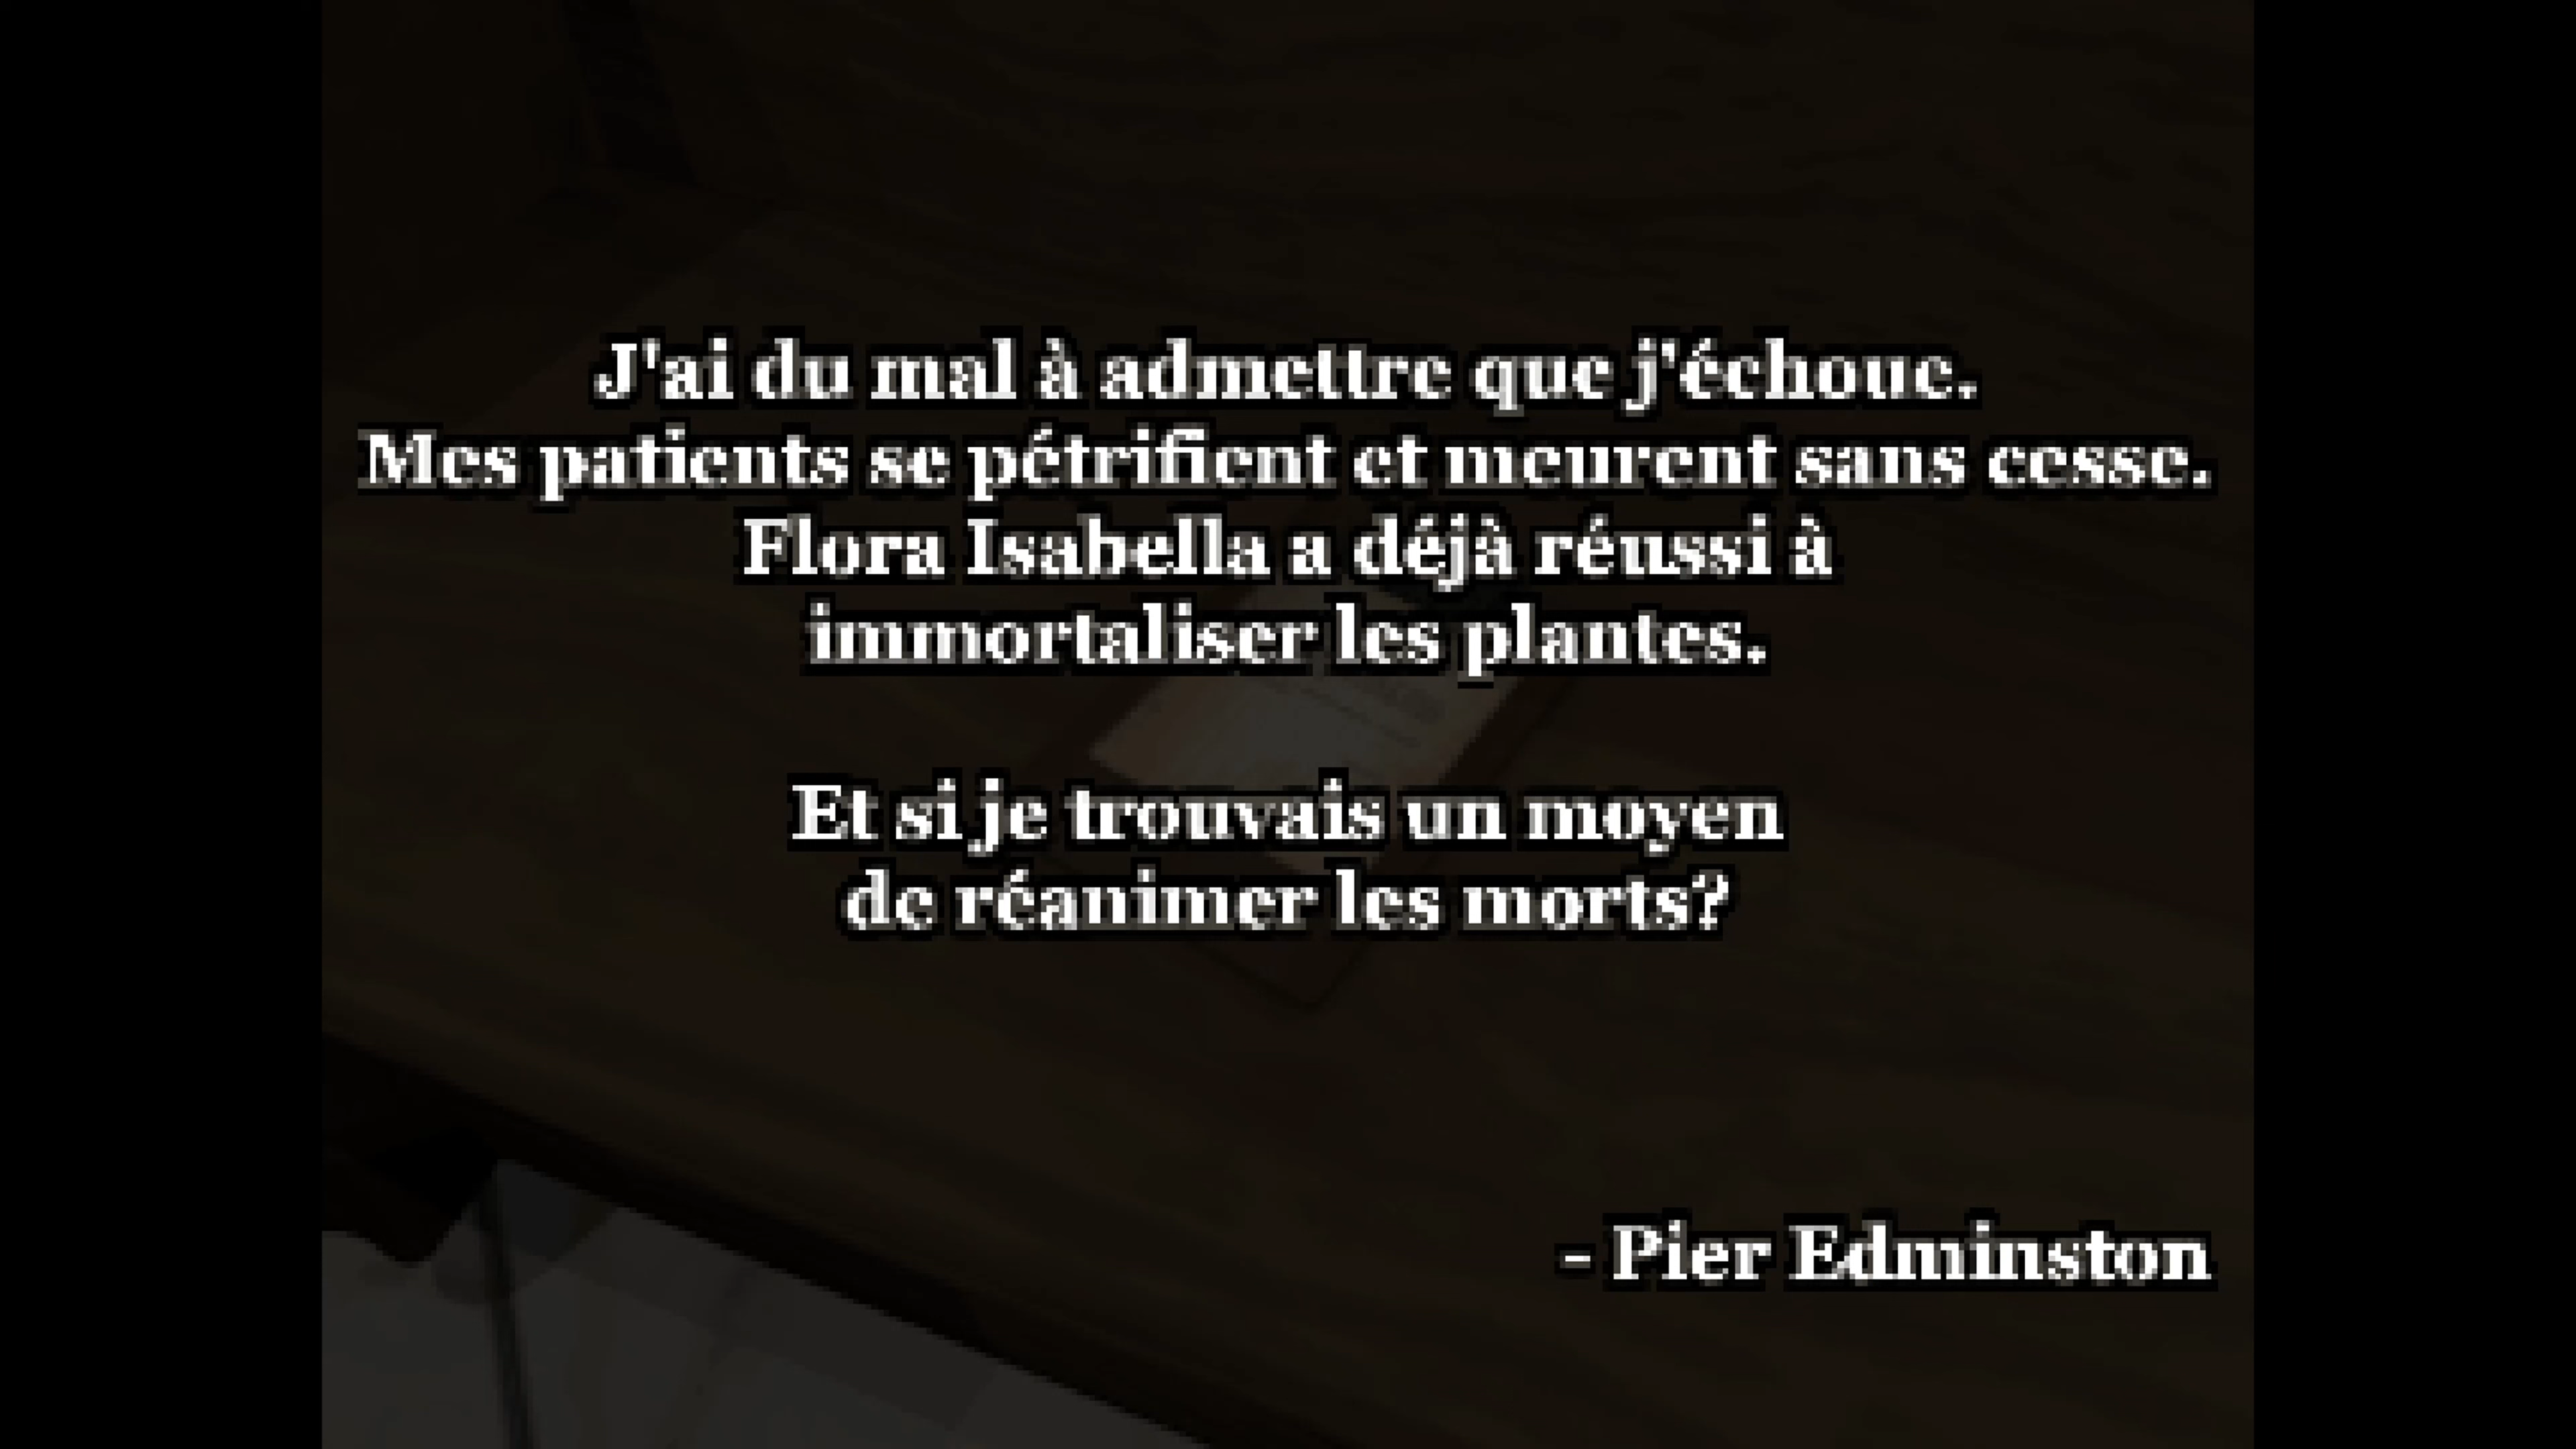 J'ai du mal à admettre que j'échoue.
Mes patients se pétrifient et meurent sans cesse.
Flora Isabella a déjà réussi à
immortaliser les plantes.
Et si je trouvais un moyen
de réanimer les morts?
- Pier Edminston